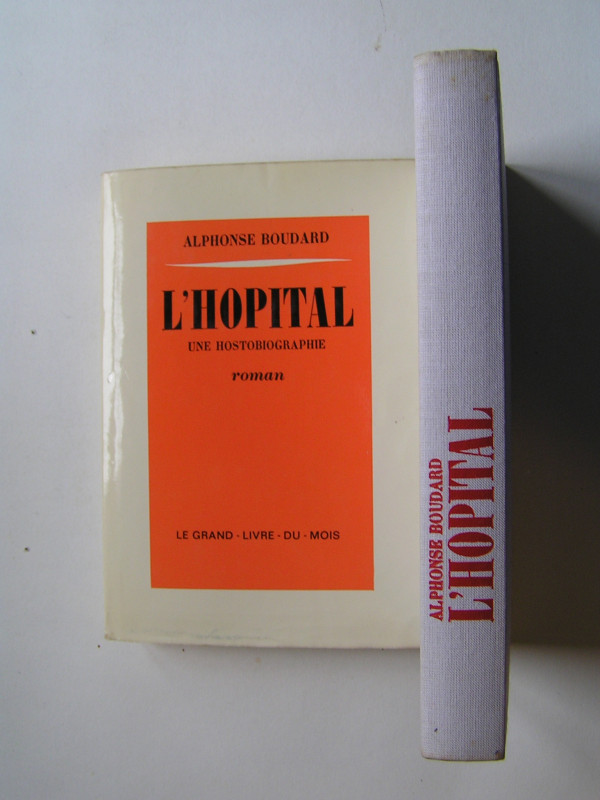 ALPHONSE BOUDARD
L'HOPITAL
UNE HOSTOBIOGRAPHIE
roman
LE GRAND - LIVRE - DU - MOIS
ALPHONSE BOUDARD
L'HOPITAL